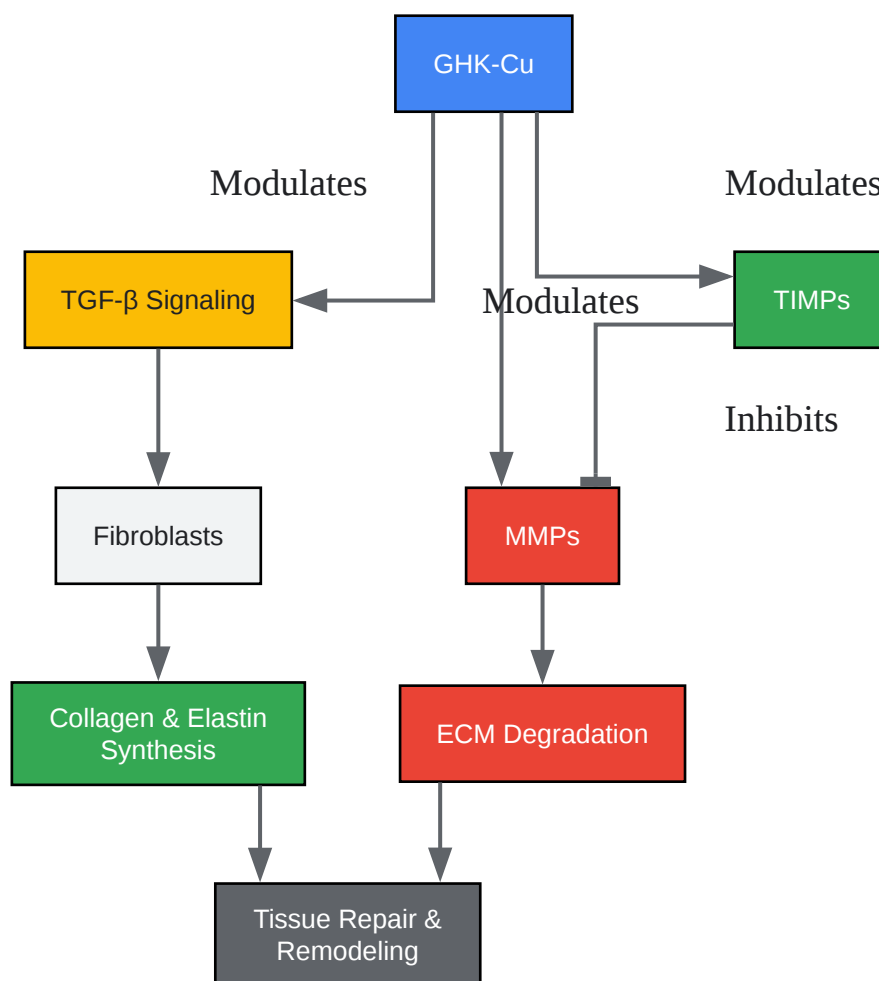 GHK-Cu
Modulates
Modulates
TGF-β Signaling
Modulates
TIMPs
Inhibits
Fibroblasts
MMPs
Collagen & Elastin
Synthesis
ECM Degradation
Tissue Repair &
Remodeling